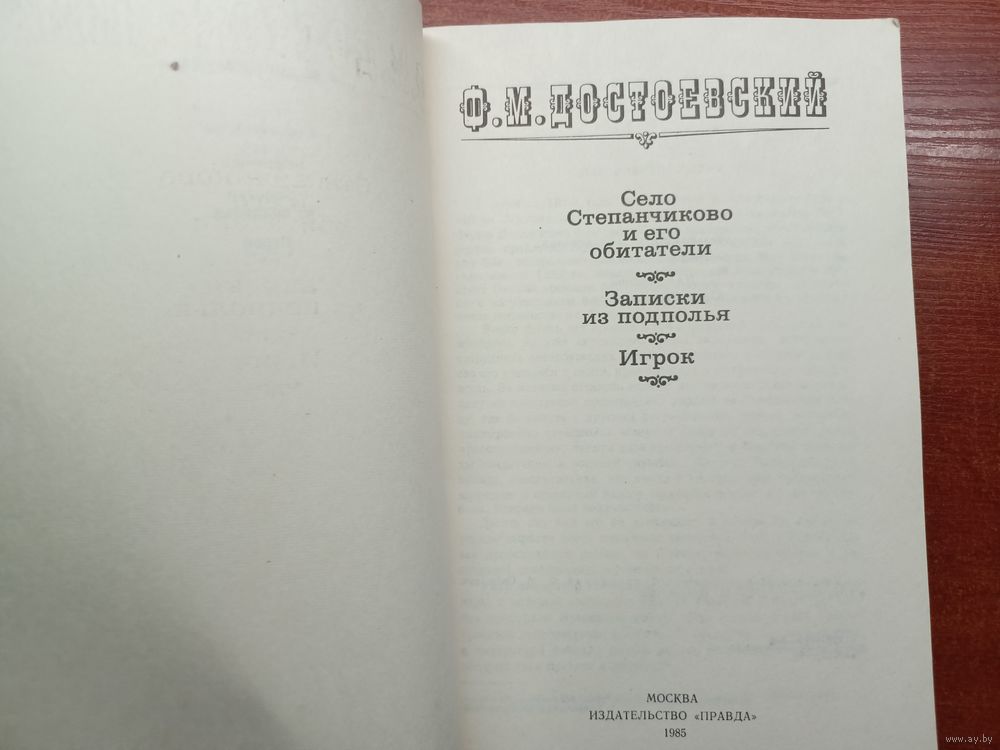 Ф.М.ДОСТОЕВСКИЙ
Село
Степанчиково
и его
обитатели
Записки
из подполья
Игрок
МОСКВА
ИЗДАТЕЛЬСТВО «ПРАВДА»
1985
www.ay.by